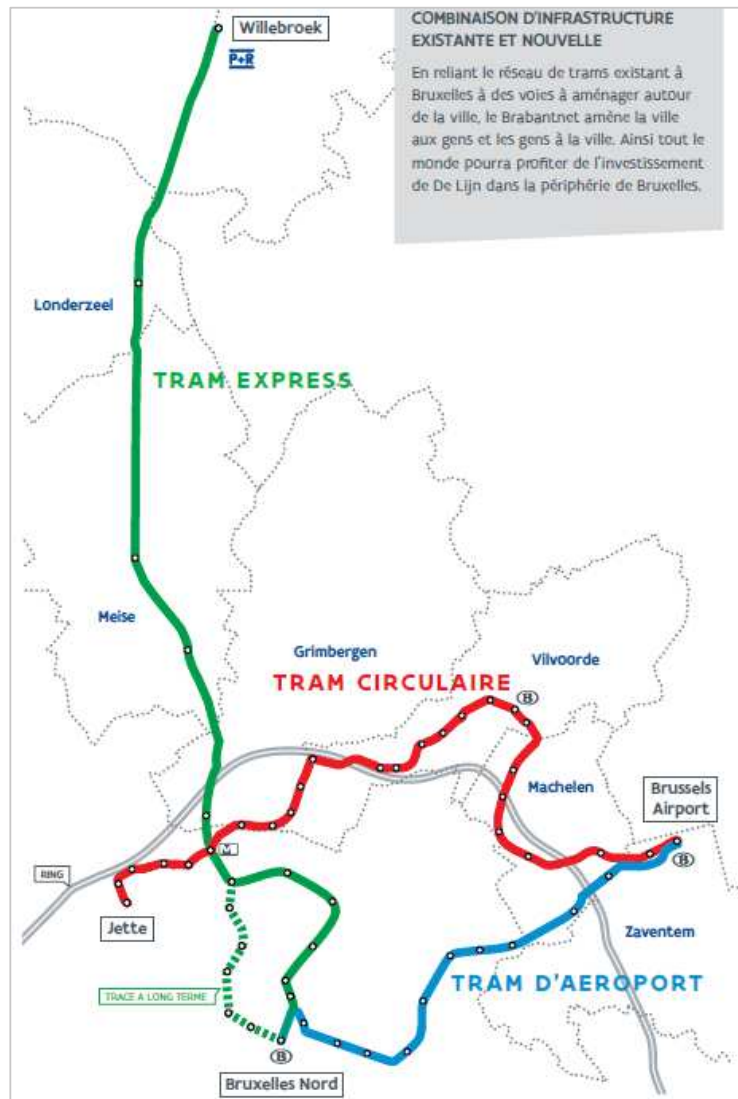 COMBINAISON D'INFRASTRUCTURE
EXISTANTE ET NOUVELLE
En reliant le réseau de trams existant à
Bruxelles à des voies à aménager autour
de la ville, le Brabantnet amène la ville
aux gens et les gens à la ville. Ainsi tout le
monde pourra profiter de l'investissement
de De Lijn dans la périphérie de Bruxelles.
Willebroek
P+R
Londerzeel
TRAM EXPRESS
Meise
Grimbergen
Vilvoorde
TRAM CIRCULAIRE
B
Machelen
Brussels
Airport
M
B
RING
Jette
Zaventem
TRAM D'AEROPORT
TRACE A LONG TERME
B
Bruxelles Nord